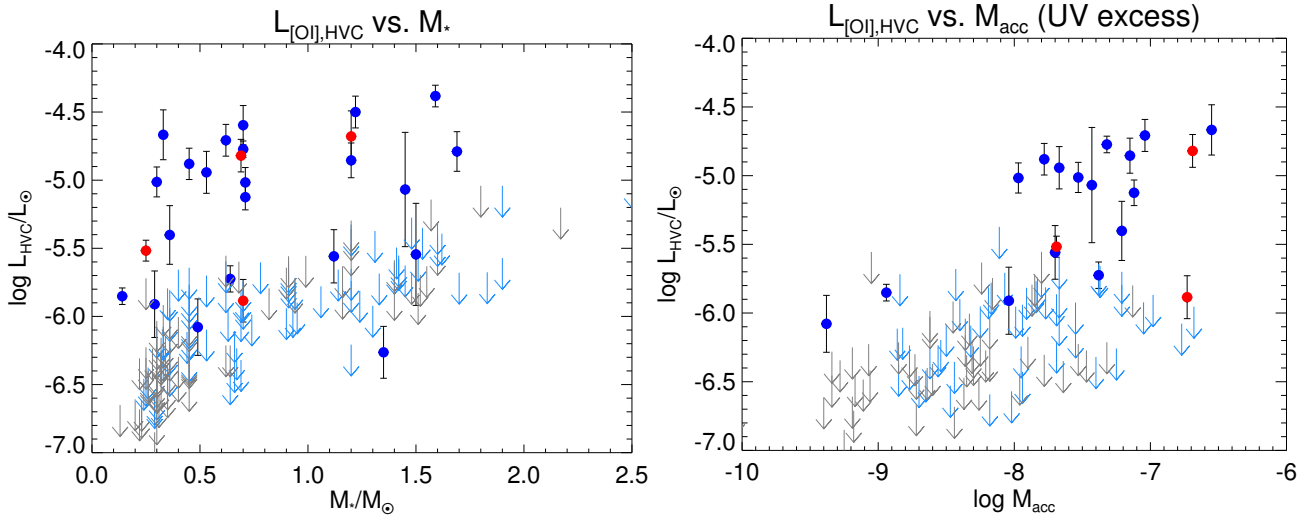 L[OI],HVC vs. M*
log LHVC/L⊙
-4.0
-4.5
-5.0
-5.5
-6.0
-6.5
-7.0
0.0 0.5 1.0 1.5 2.0 2.5
M*/M⊙
L[OI],HVC vs. Macc (UV excess)
log LHVC/L⊙
-4.0
-4.5
-5.0
-5.5
-6.0
-6.5
-7.0
-10 -9 -8 -7 -6
log Macc